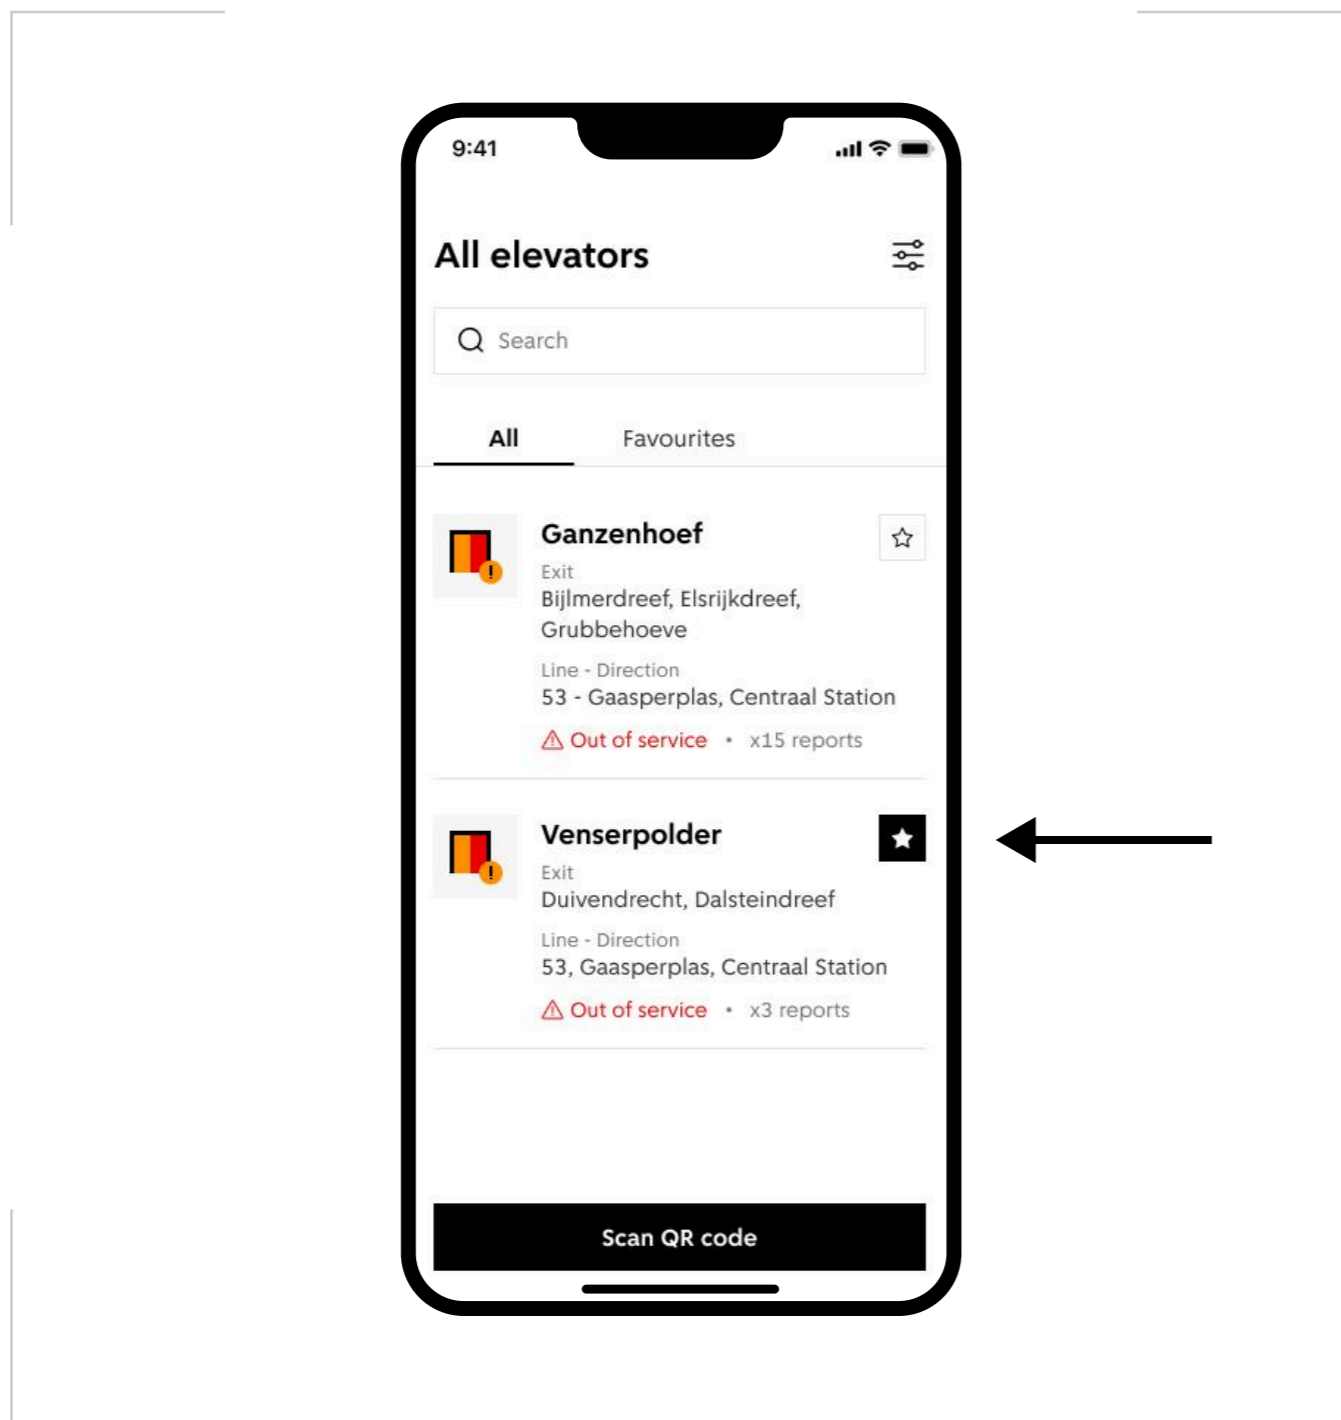 9:41
All elevators
Search
All
Favourites
Ganzenhoef
Exit
Bijlmerdreef, Elsrijkdreef,
Grubbehoeve
Line - Direction
53 - Gaasperplas, Centraal Station
Out of service • x15 reports
Venserpolder
Exit
Duivendrecht, Dalsteindreef
Line - Direction
53, Gaasperplas, Centraal Station
Out of service • x3 reports
Scan QR code